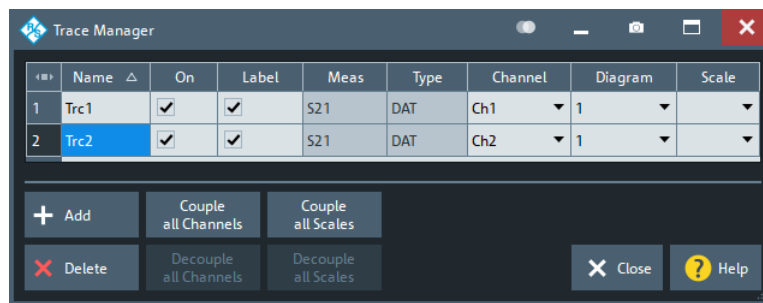 R&S Trace Manager
Name On Label Meas Type Channel Diagram Scale
1 Trc1 S21 DAT Ch1 1
2 Trc2 S21 DAT Ch2 1
Add
Couple
all Channels
Couple
all Scales
Delete
Decouple
all Channels
Decouple
all Scales
Close
? Help